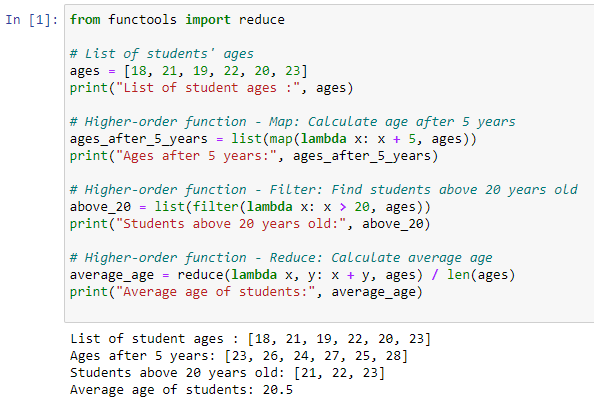 In [1]: from functools import reduce
# List of students' ages
ages = [18, 21, 19, 22, 20, 23]
print("List of student ages :", ages)
# Higher-order function - Map: Calculate age after 5 years
ages_after_5_years = list(map(lambda x: x + 5, ages))
print("Ages after 5 years:", ages_after_5_years)
# Higher-order function - Filter: Find students above 20 years old
above_20 = list(filter(lambda x: x > 20, ages))
print("Students above 20 years old:", above_20)
# Higher-order function - Reduce: Calculate average age
average_age = reduce(lambda x, y: x + y, ages) / len(ages)
print("Average age of students:", average_age)
List of student ages : [18, 21, 19, 22, 20, 23]
Ages after 5 years: [23, 26, 24, 27, 25, 28]
Students above 20 years old: [21, 22, 23]
Average age of students: 20.5